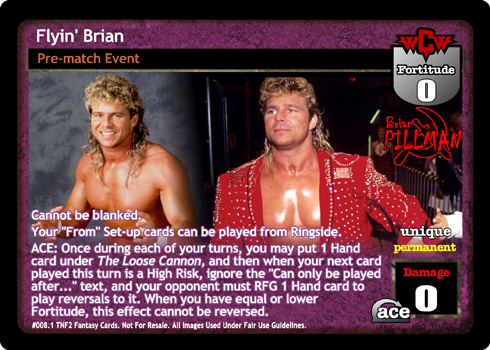 Flyin' Brian
Pre-match Event
WCW
Fortitude
0
Brian
PILLMAN
Cannot be blanked.
Your "From" Set-up cards can be played from Ringside.
ACE: Once during each of your turns, you may put 1 Hand
card under The Loose Cannon, and then when your next card
played this turn is a High Risk, ignore the "Can only be played
after..." text, and your opponent must RFG 1 Hand card to
play reversals to it. When you have equal or lower
Fortitude, this effect cannot be reversed.
unique
permanent
Damage
0
ace
#008.1 TNF2 Fantasy Cards. Not For Resale. All Images Used Under Fair Use Guidelines.